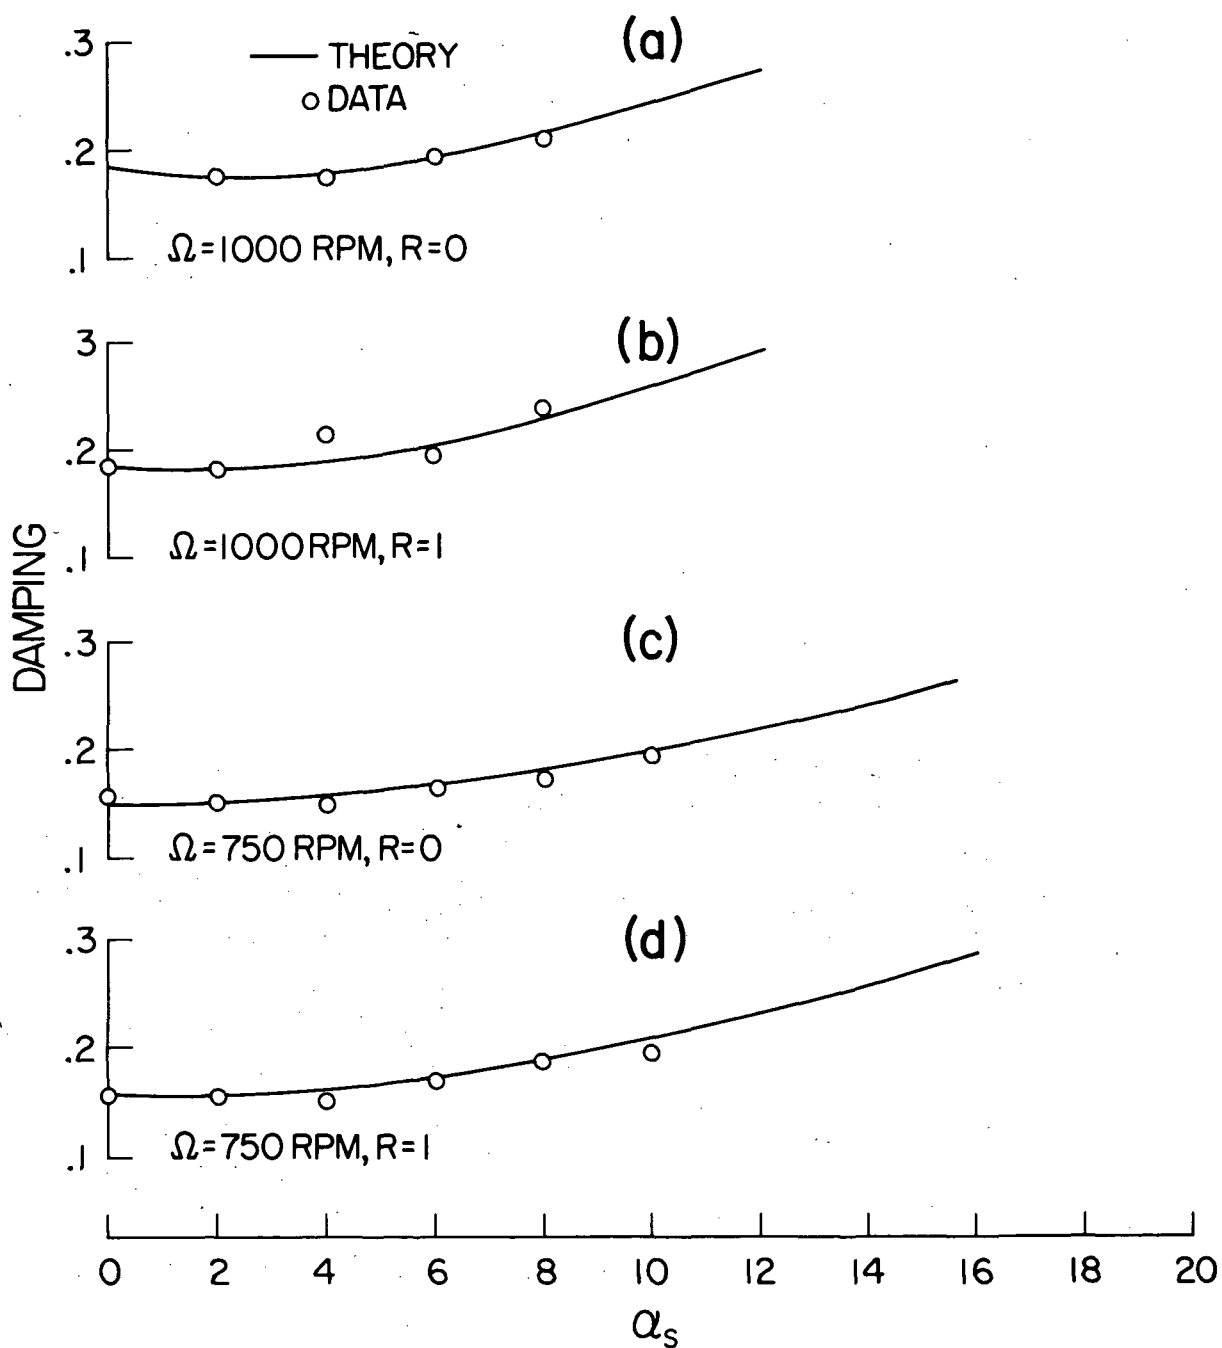 (a)
THEORY
DATA
.3
.2
.1
Ω=1000 RPM, R=0
(b)
3
.2
.1
Ω=1000 RPM, R=1
DAMPING
(c)
.3
.2
.1
Ω=750 RPM, R=0
(d)
.3
.2
.1
Ω=750 RPM, R=1
0 2 4 6 8 10 12 14 16 18 20
αs